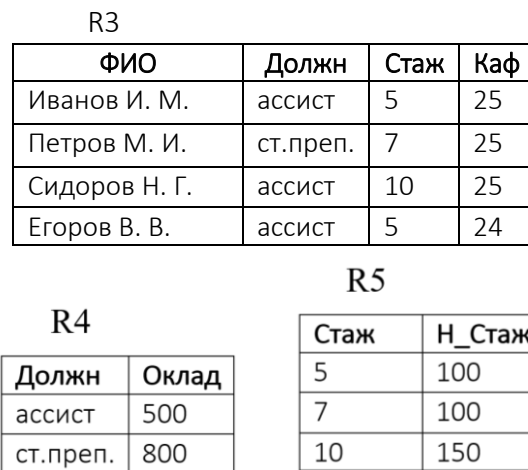 R3
ФИО Должн Стаж Каф
Иванов И. М. ассист 5 25
Петров М. И. ст.преп. 7 25
Сидоров Н. Г. ассист 10 25
Егоров В. В. ассист 5 24
R4
Должн Оклад
ассист 500
ст.преп. 800
R5
Стаж Н_Стаж
5 100
7 100
10 150